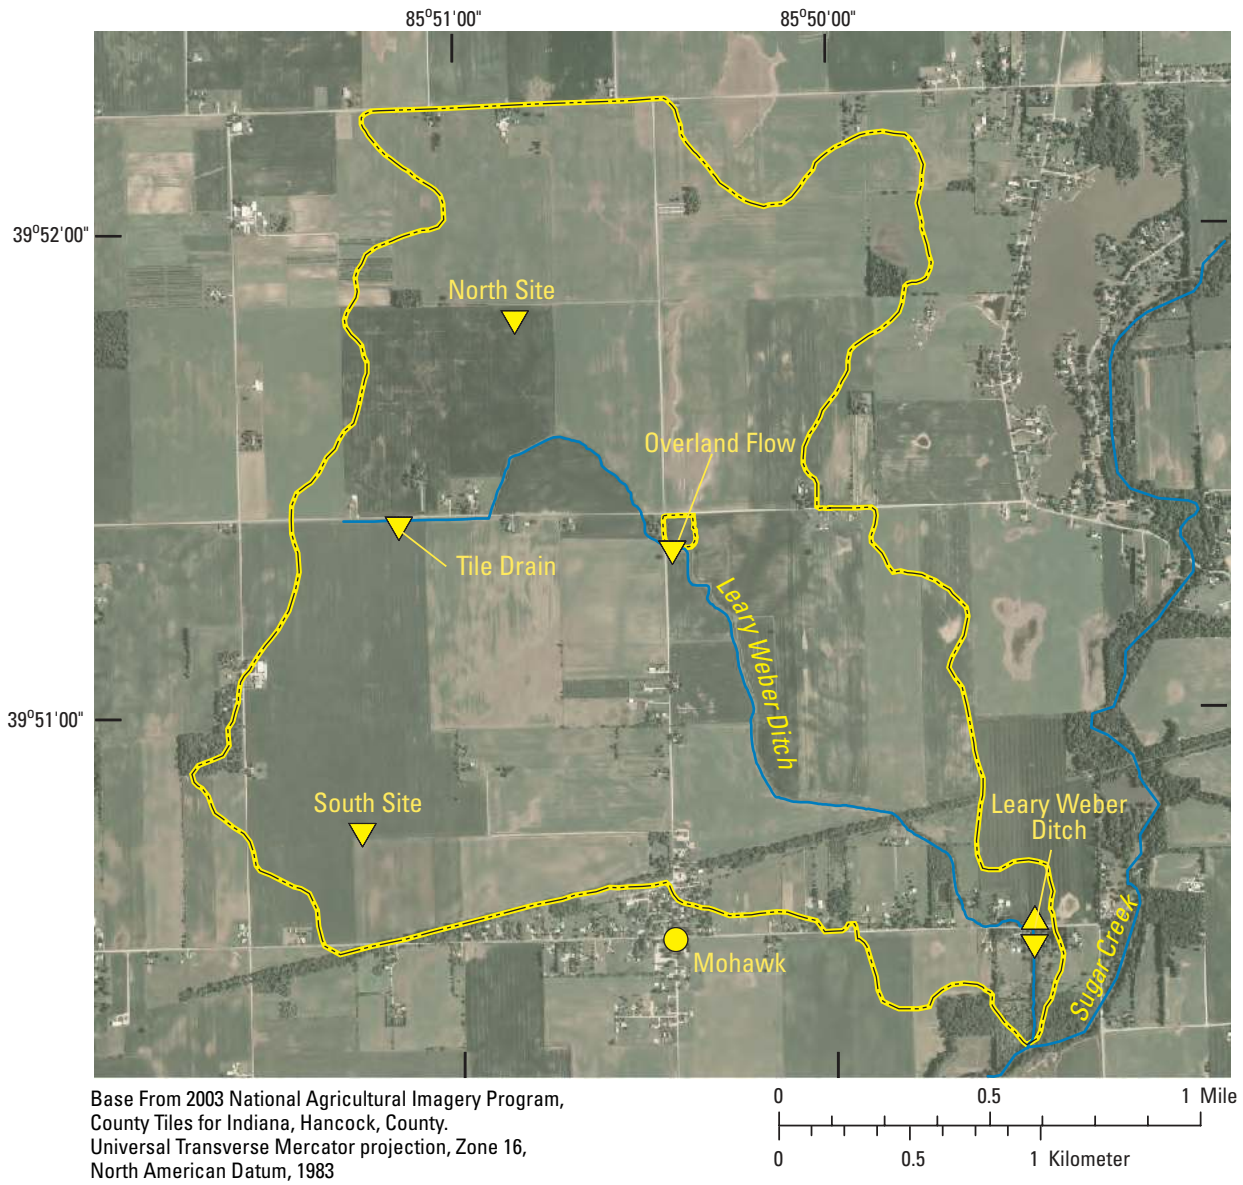 85°51'00"
85°50'00"
39°52'00"
North Site
Overland Flow
Tile Drain
Leary Weber Ditch
39°51'00"
South Site
Leary Weber
Ditch
Sugar Creek
Mohawk
Base From 2003 National Agricultural Imagery Program,
County Tiles for Indiana, Hancock, County.
Universal Transverse Mercator projection, Zone 16,
North American Datum, 1983
0 0.5 1 Mile
0 0.5 1 Kilometer